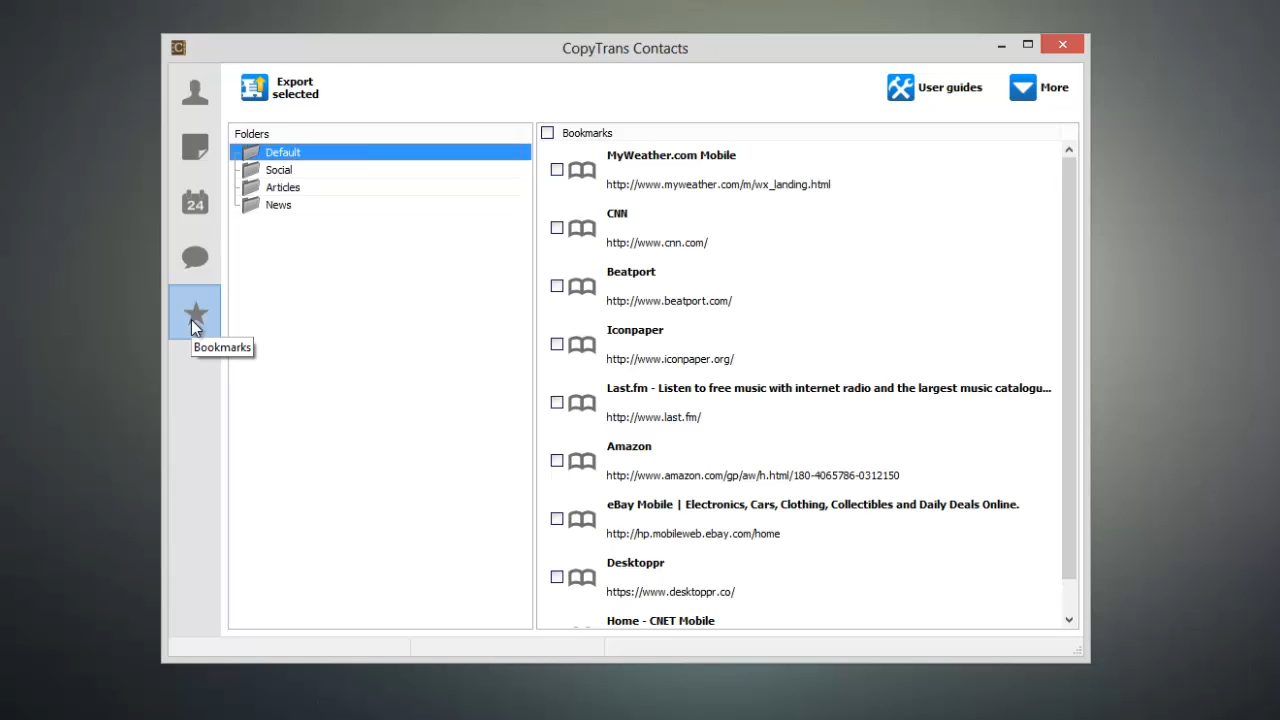 CopyTrans Contacts
Export
selected
User guides
More
Folders
Default
Social
Articles
News
24
Bookmarks
Bookmarks
MyWeather.com Mobile
http://www.myweather.com/m/wx_landing.html
CNN
http://www.cnn.com/
Beatport
http://www.beatport.com/
Iconpaper
http://www.iconpaper.org/
Last.fm - Listen to free music with internet radio and the largest music catalogu...
http://www.last.fm/
Amazon
http://www.amazon.com/gp/aw/h.html/180-4065786-0312150
eBay Mobile | Electronics, Cars, Clothing, Collectibles and Daily Deals Online.
http://hp.mobileweb.ebay.com/home
Desktoppr
https://www.desktoppr.co/
Home - CNET Mobile